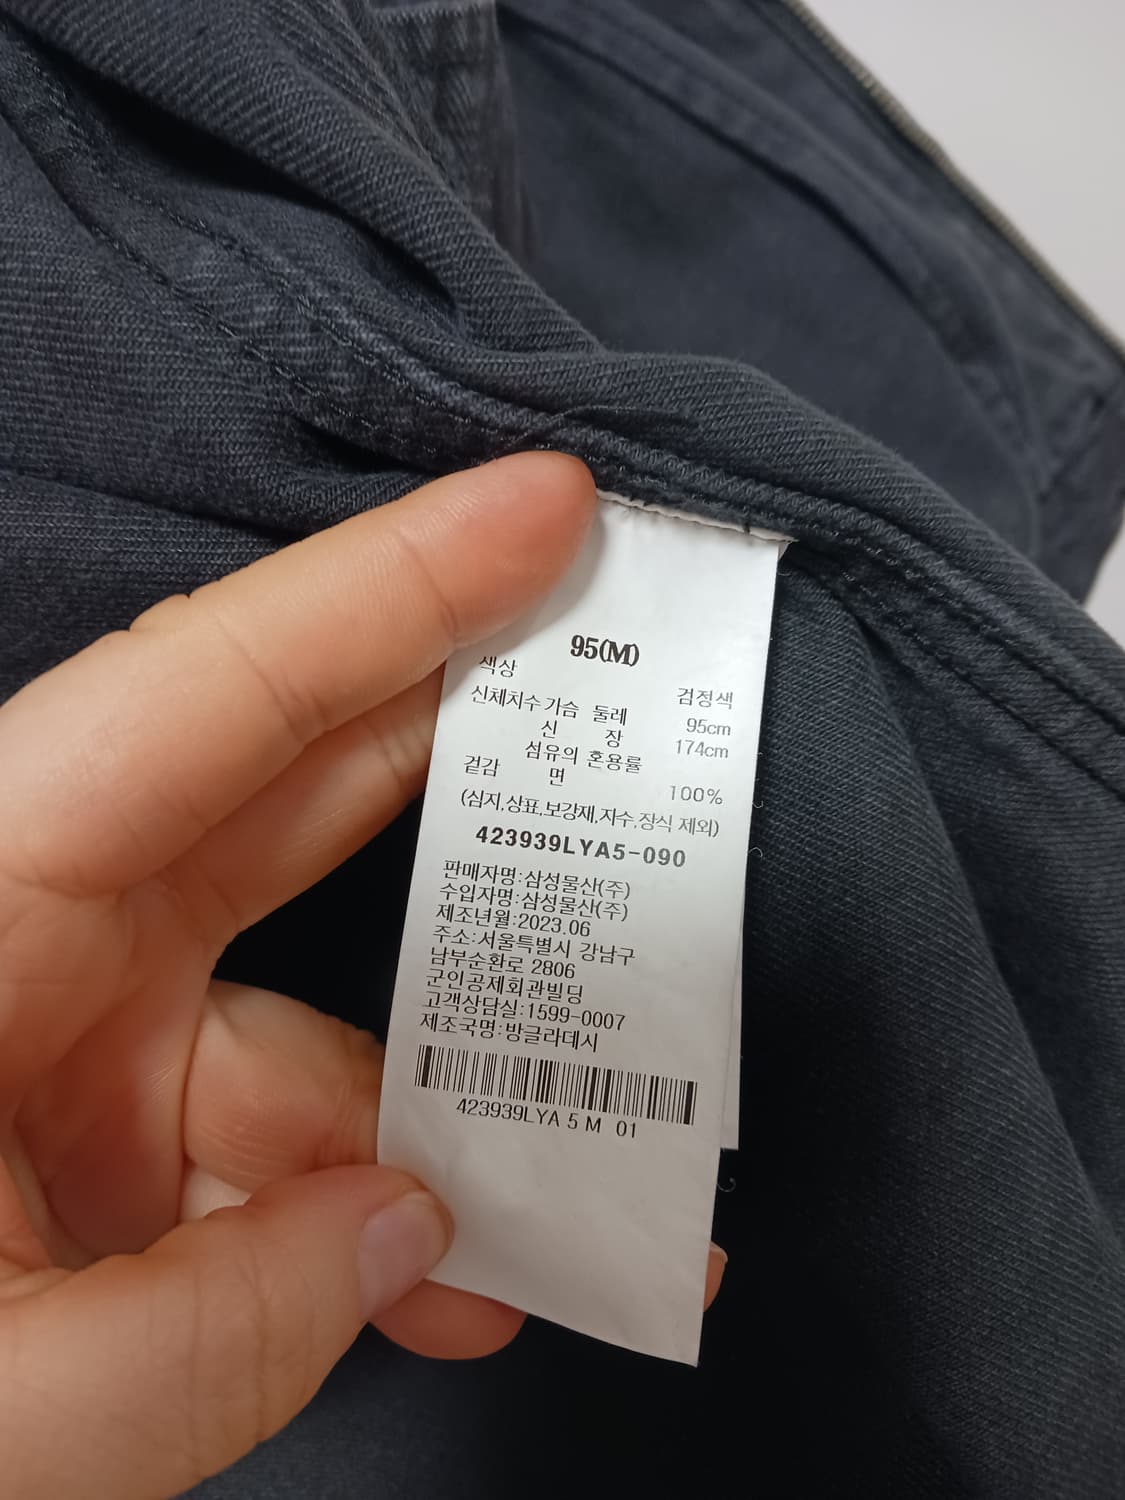 95(M)
색상 검정색
신체치수 가슴 둘레 95cm
신 장 174cm
섬유의 혼용률
겉감 면 100%
(심지,상표,보강재,자수,장식 제외)
423939LYA5-090
판매자명:삼성물산(주)
수입자명:삼성물산(주)
제조년월:2023.06
주소:서울특별시 강남구
남부순환로 2806
군인공제회관빌딩
고객상담실:1599-0007
제조국명:방글라데시
423939LYA 5 M 01